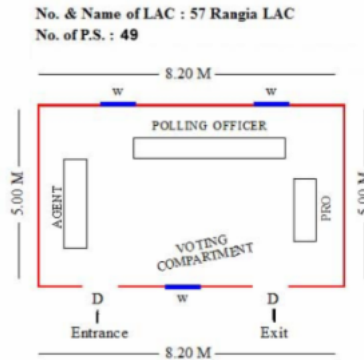 No. & Name of LAC : 57 Rangia LAC
No. of P.S. : 49
8.20 M
W W
POLLING OFFICER
5.00 M
AGENT
PRO
5.00 M
VOTING
COMPARTMENT
D W D
Entrance Exit
8.20 M